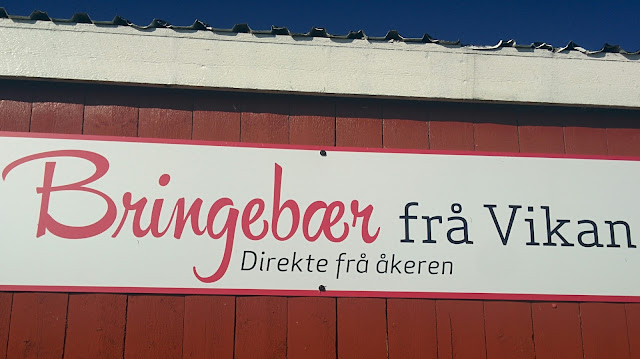 Bringebær frå Vikan
Direkte frå åkeren